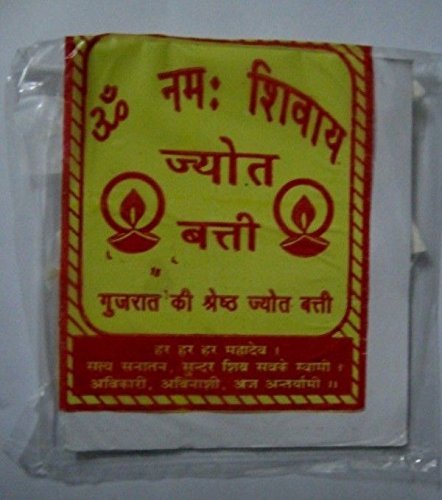 ॐ नमः शिवाय
ज्योत
बत्ती
गुजरात की श्रेष्ठ ज्योत बत्ती
हर हर हर महादेव ।
सत्य सनातन, सुन्दर शिव सबके स्वामी ।
अविकारी, अविनाशी, अज अन्तर्यामी ।।